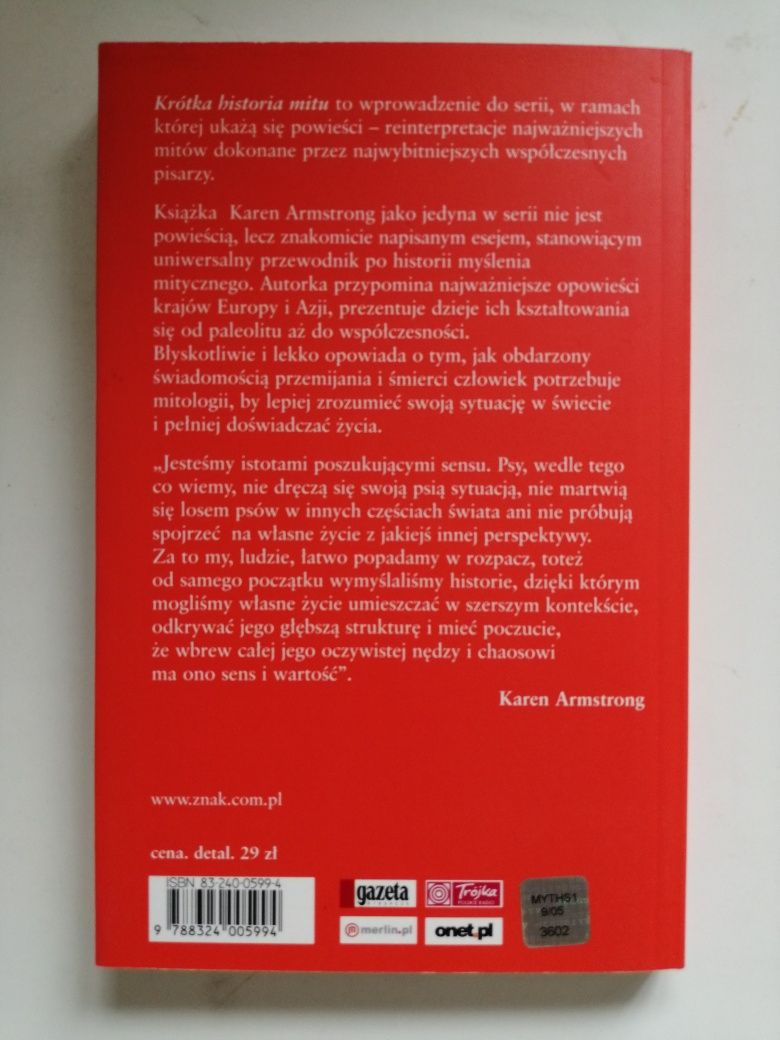 Krótka historia mitu to wprowadzenie do serii, w ramach
której ukażą się powieści – reinterpretacje najważniejszych
mitów dokonane przez najwybitniejszych współczesnych
pisarzy.
Książka Karen Armstrong jako jedyna w serii nie jest
powieścią, lecz znakomicie napisanym esejem, stanowiącym
uniwersalny przewodnik po historii myślenia
mitycznego. Autorka przypomina najważniejsze opowieści
krajów Europy i Azji, prezentuje dzieje ich kształtowania
się od paleolitu aż do współczesności.
Błyskotliwie i lekko opowiada o tym, jak obdarzony
świadomością przemijania i śmierci człowiek potrzebuje
mitologii, by lepiej zrozumieć swoją sytuację w świecie
i pełniej doświadczać życia.
„Jesteśmy istotami poszukującymi sensu. Psy, wedle tego
co wiemy, nie dręczą się swoją psią sytuacją, nie martwią
się losem psów w innych częściach świata ani nie próbują
spojrzeć na własne życie z jakiejś innej perspektywy.
Za to my, ludzie, łatwo popadamy w rozpacz, toteż
od samego początku wymyślaliśmy historie, dzięki którym
mogliśmy własne życie umieszczać w szerszym kontekście,
odkrywać jego głębszą strukturę i mieć poczucie,
że wbrew całej jego oczywistej nędzy i chaosowi
ma ono sens i wartość”.
Karen Armstrong
www.znak.com.pl
cena. detal. 29 zł
ISBN 83-240-0599-4
9 788324 005994
gazeta
Trójka
POLSKIE RADIO
merlin.pl
onet.pl
MYTHS1
9/05
3602